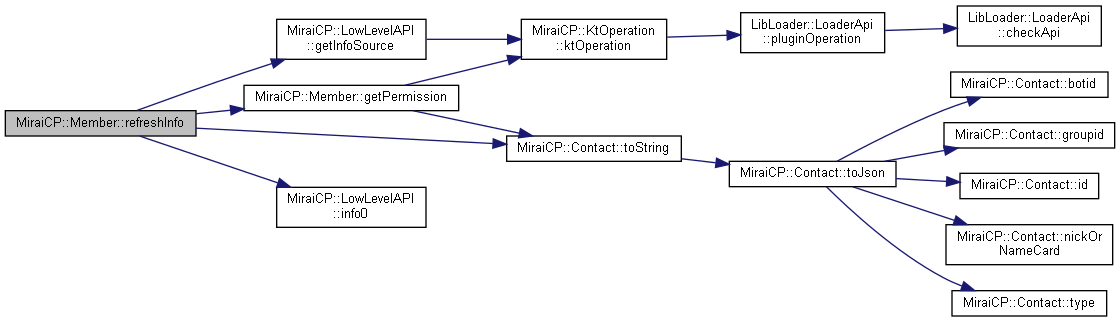 MiraiCP::Member::refreshInfo
MiraiCP::LowLevelAPI
::getInfoSource
MiraiCP::Member::getPermission
MiraiCP::LowLevelAPI
::info0
MiraiCP::KtOperation
::ktOperation
MiraiCP::Contact::toString
LibLoader::LoaderApi
::pluginOperation
MiraiCP::Contact::toJson
LibLoader::LoaderApi
::checkApi
MiraiCP::Contact::botid
MiraiCP::Contact::groupid
MiraiCP::Contact::id
MiraiCP::Contact::nickOr
NameCard
MiraiCP::Contact::type